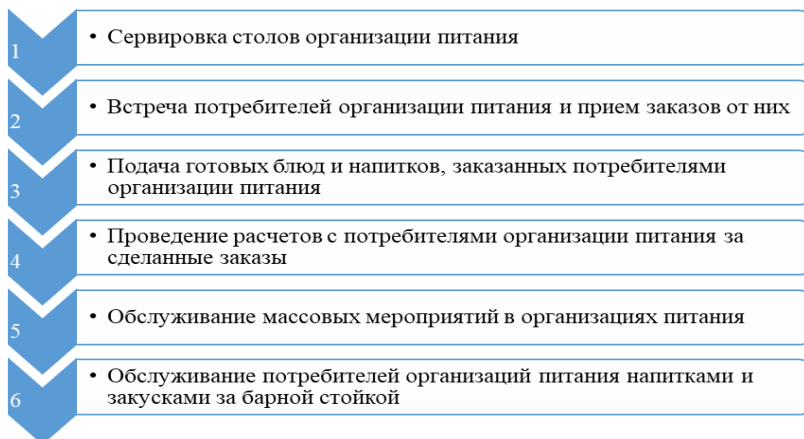 1
• Сервировка столов организации питания
2
• Встреча потребителей организации питания и прием заказов от них
3
• Подача готовых блюд и напитков, заказанных потребителями
организации питания
4
• Проведение расчетов с потребителями организации питания за
сделанные заказы
5
• Обслуживание массовых мероприятий в организациях питания
6
• Обслуживание потребителей организаций питания напитками и
закусками за барной стойкой